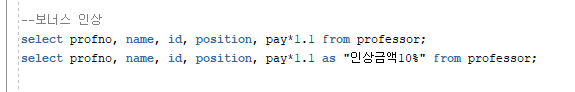 --보너스 인상
select profno, name, id, position, pay*1.1 from professor;
select profno, name, id, position, pay*1.1 as "인상금액10%" from professor;